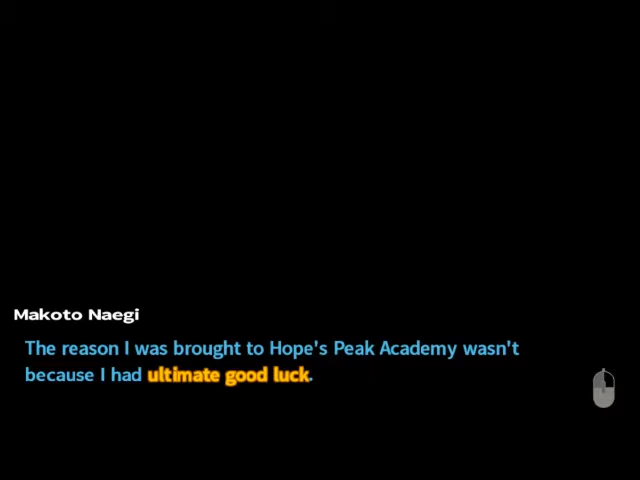 Makoto Naegi
The reason I was brought to Hope's Peak Academy wasn't
because I had ultimate good luck.